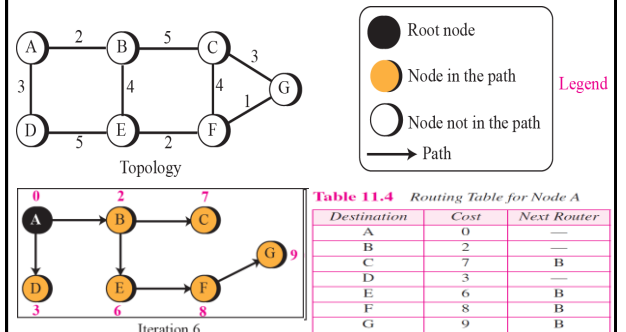 A 2 B 5 C
3
3 4 4 G
1
D 5 E 2 F
Topology
Root node
Node in the path
Node not in the path
Path
Legend
0 2 7
A B C
G 9
D E F
3 6 8
Iteration 6
Table 11.4 Routing Table for Node A
Destination Cost Next Router
A 0 —
B 2 —
C 7 B
D 3 —
E 6 B
F 8 B
G 9 B